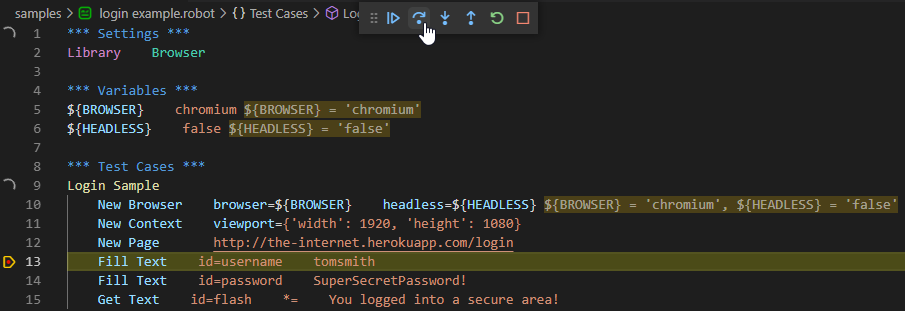 samples > login example.robot > {} Test Cases > Lo
1 *** Settings ***
2 Library    Browser
3
4 *** Variables ***
5 ${BROWSER}    chromium ${BROWSER} = 'chromium'
6 ${HEADLESS}    false ${HEADLESS} = 'false'
7
8 *** Test Cases ***
9 Login Sample
10     New Browser    browser=${BROWSER}    headless=${HEADLESS} ${BROWSER} = 'chromium', ${HEADLESS} = 'false'
11     New Context    viewport={'width': 1920, 'height': 1080}
12     New Page       http://the-internet.herokuapp.com/login
13     Fill Text    id=username    tomsmith
14     Fill Text    id=password    SuperSecretPassword!
15     Get Text    id=flash    *=    You logged into a secure area!